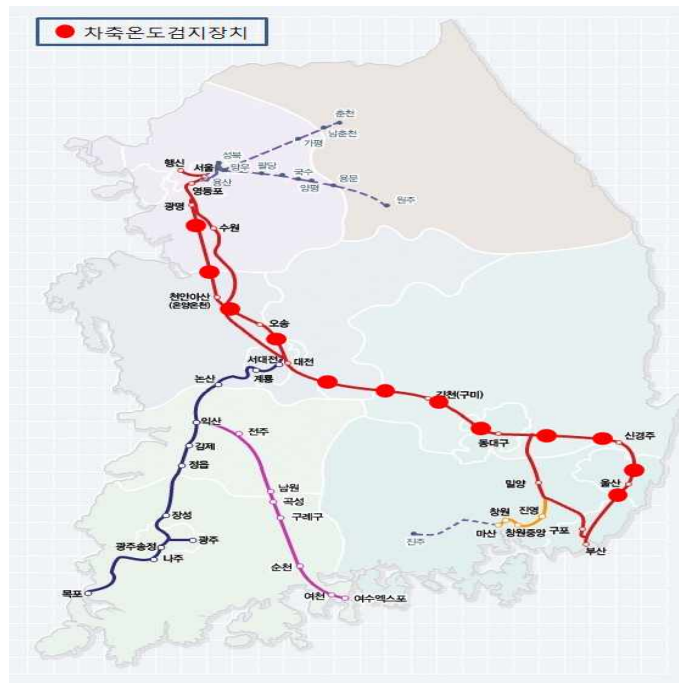 차축온도검지장치
춘천
남춘천
가평
성북
행신
서울
망우
팔당
국수
용문
용산
양평
영등포
원주
광명
수원
천안아산
(온양온천)
오송
서대전
대전
계룡
논산
김천(구미)
익산
전주
동대구
신경주
김제
정읍
밀양
울산
남원
곡성
구례구
장성
창원
진영
마산
창원중앙
구포
진주
부산
광주송정
광주
나주
순천
목포
여천
여수엑스포